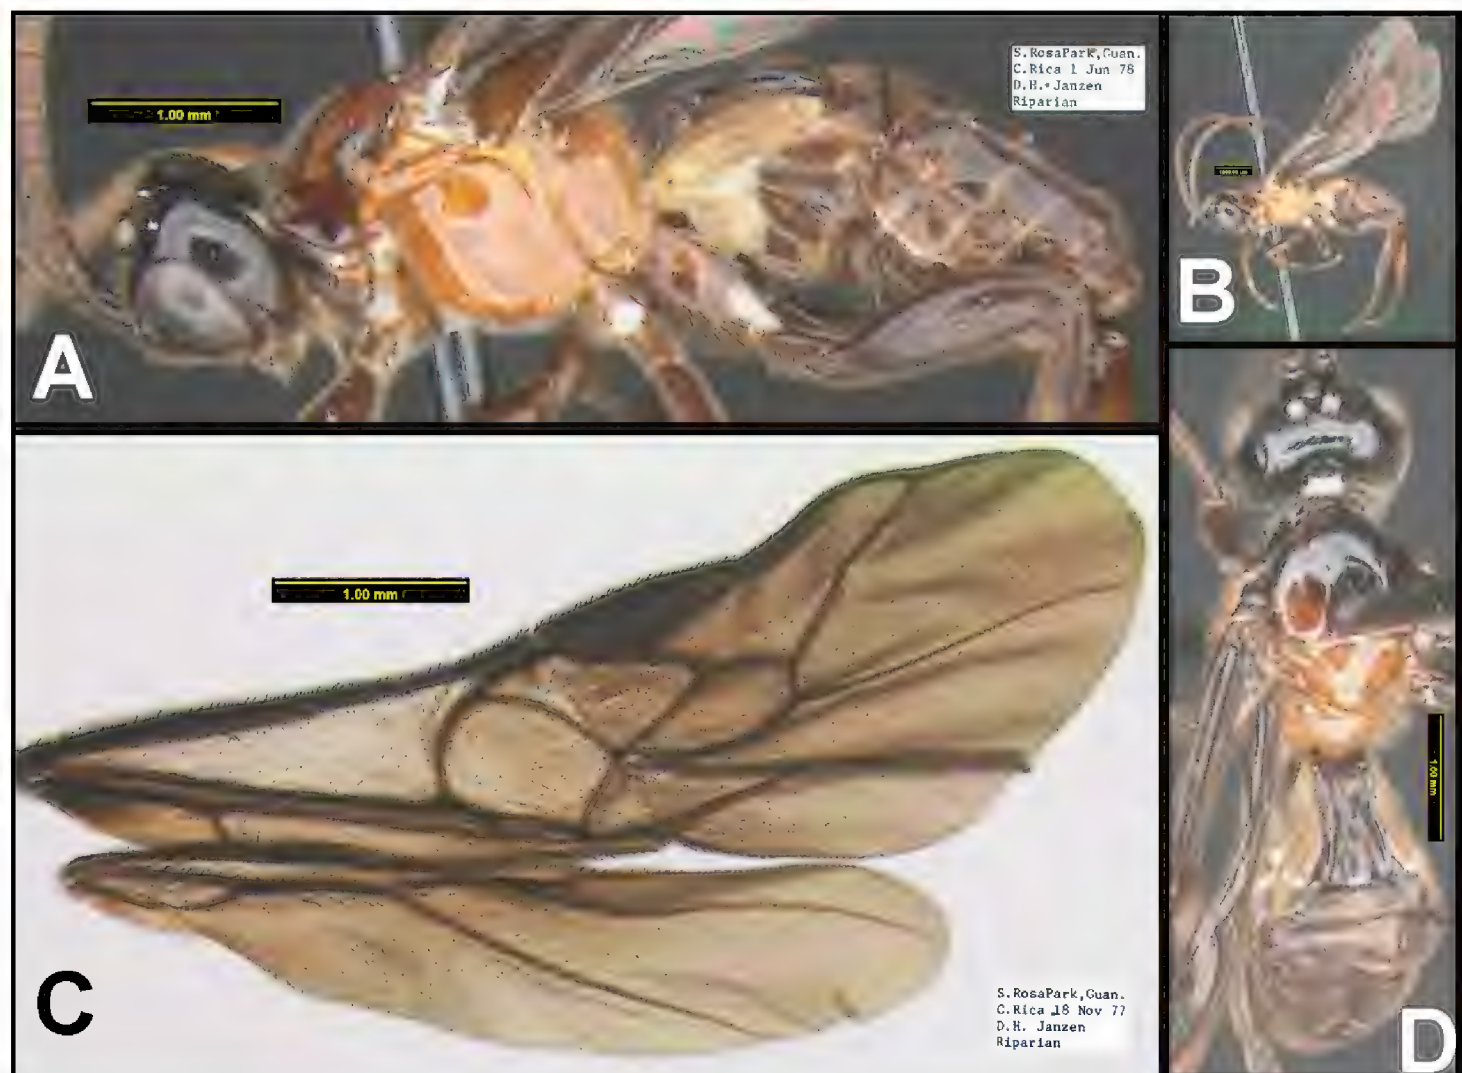 1.00 mm
S.RosaPark,Guan.
C.Rica 1 Jun 78
D.H. Janzen
Riparian
A
B
1.00 mm
S.RosaPark,Guan.
C.Rica 18 Nov 77
D.H. Janzen
Riparian
C
1.00 mm
D